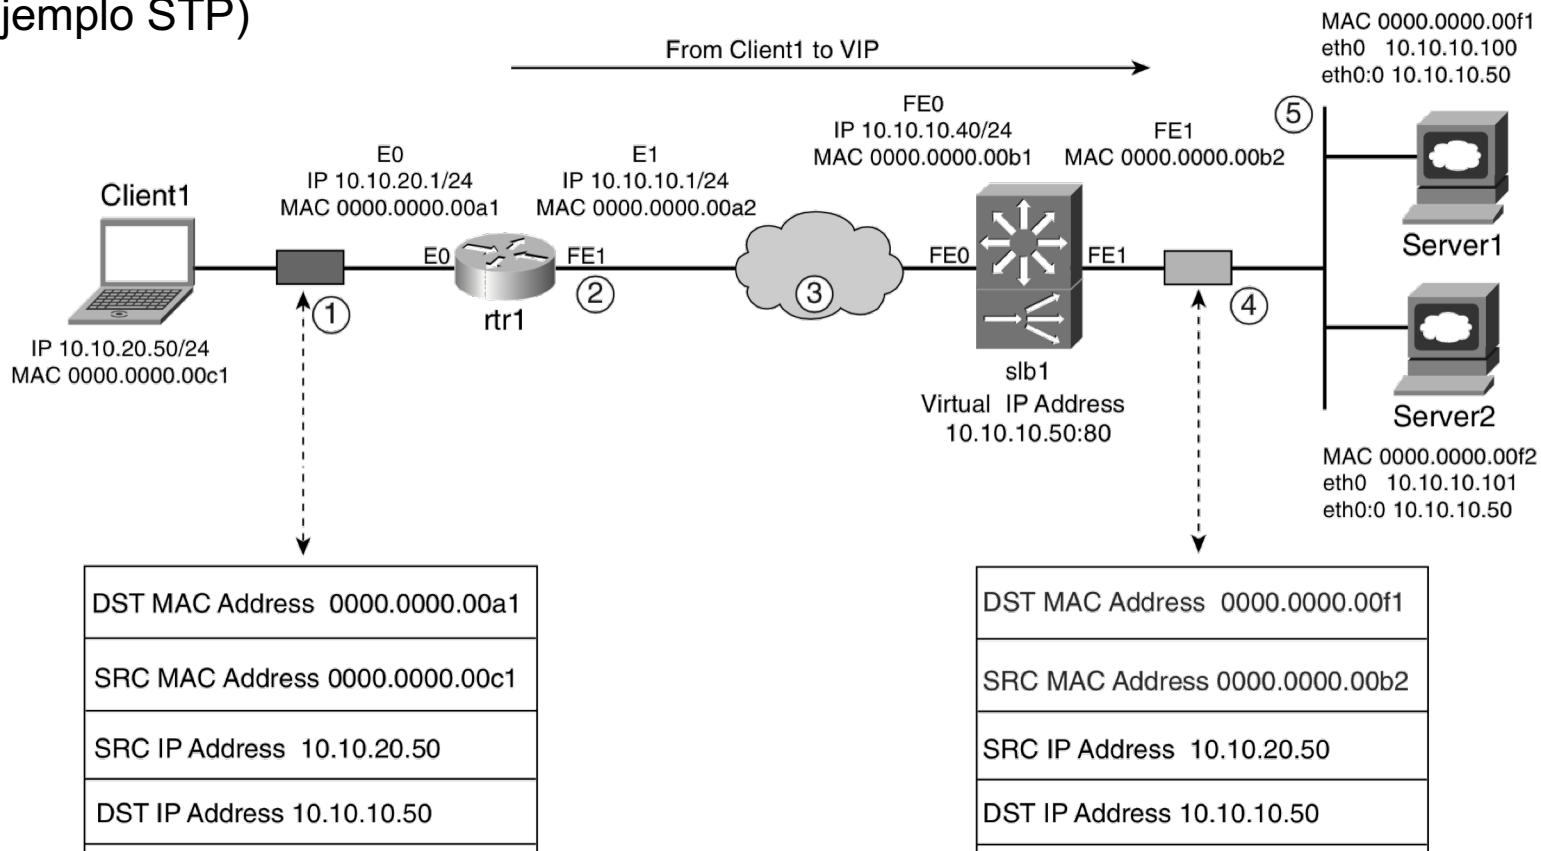 jemplo STP)
From Client1 to VIP
MAC 0000.0000.00f1
eth0 10.10.10.100
eth0:0 10.10.10.50
5
FE0
IP 10.10.10.40/24
MAC 0000.0000.00b1
FE1
MAC 0000.0000.00b2
E0
IP 10.10.20.1/24
MAC 0000.0000.00a1
E1
IP 10.10.10.1/24
MAC 0000.0000.00a2
Client1
Server1
E0
FE1
FE0
FE1
1
2
3
4
rtr1
IP 10.10.20.50/24
MAC 0000.0000.00c1
slb1
Virtual IP Address
10.10.10.50:80
Server2
MAC 0000.0000.00f2
eth0 10.10.10.101
eth0:0 10.10.10.50
DST MAC Address 0000.0000.00a1
SRC MAC Address 0000.0000.00c1
SRC IP Address 10.10.20.50
DST IP Address 10.10.10.50
DST MAC Address 0000.0000.00f1
SRC MAC Address 0000.0000.00b2
SRC IP Address 10.10.20.50
DST IP Address 10.10.10.50